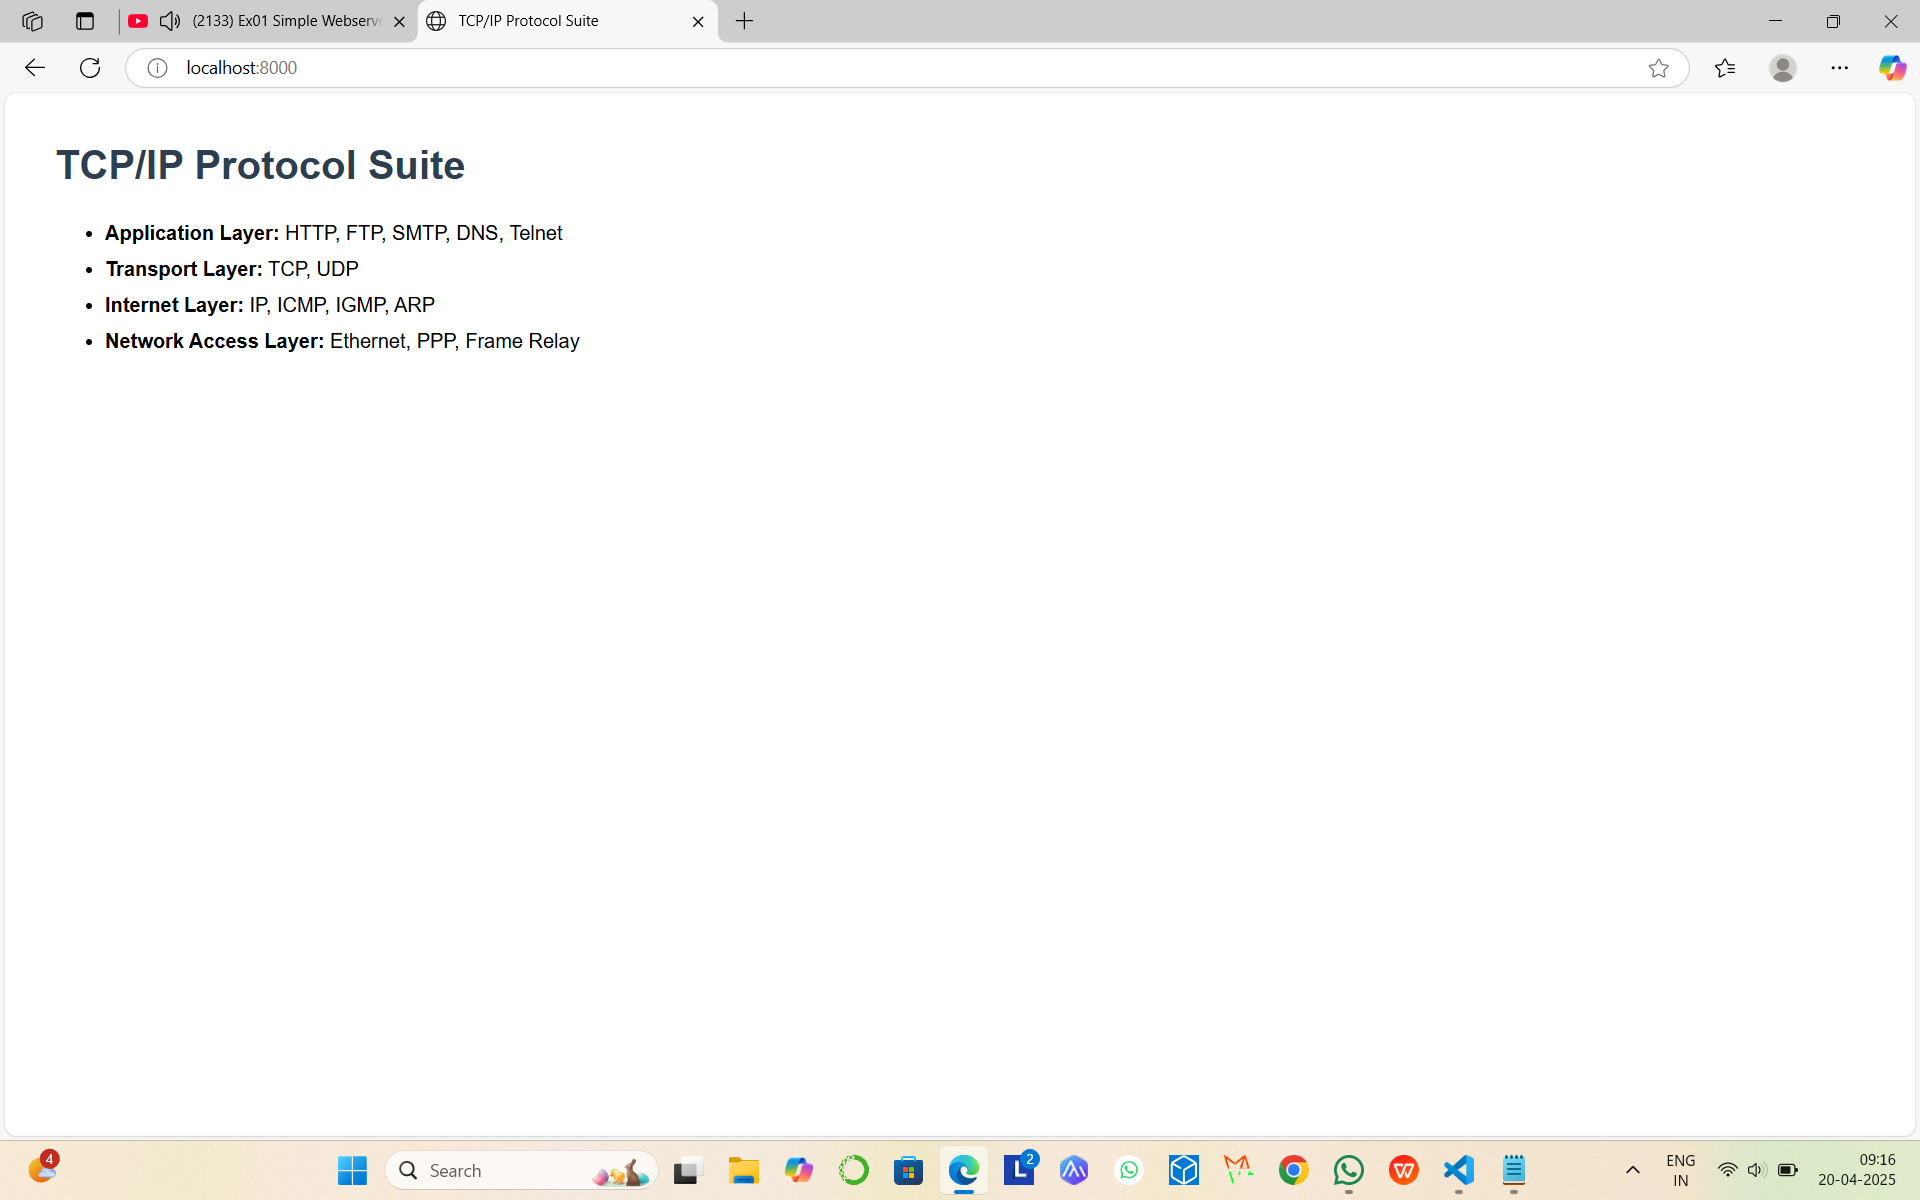 (2133) Ex01 Simple Webserve
TCP/IP Protocol Suite
localhost:8000
TCP/IP Protocol Suite
• Application Layer: HTTP, FTP, SMTP, DNS, Telnet
• Transport Layer: TCP, UDP
• Internet Layer: IP, ICMP, IGMP, ARP
• Network Access Layer: Ethernet, PPP, Frame Relay
4
Search
2
ENG
IN
09:16
20-04-2025